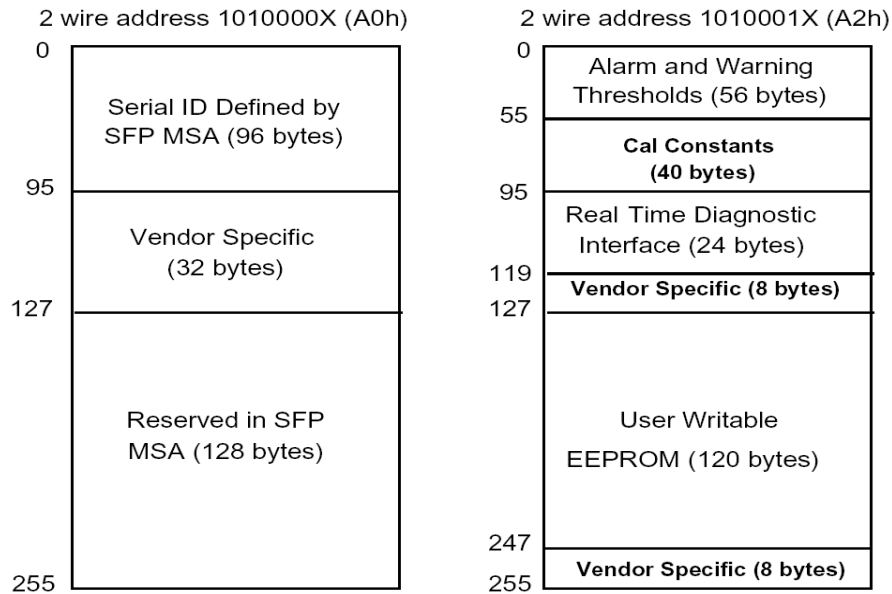 2 wire address 1010000X (A0h)
0
Serial ID Defined by
SFP MSA (96 bytes)
95
Vendor Specific
(32 bytes)
127
Reserved in SFP
MSA (128 bytes)
255
2 wire address 1010001X (A2h)
0
Alarm and Warning
Thresholds (56 bytes)
55
Cal Constants
(40 bytes)
95
Real Time Diagnostic
Interface (24 bytes)
119
Vendor Specific (8 bytes)
127
User Writable
EEPROM (120 bytes)
247
Vendor Specific (8 bytes)
255